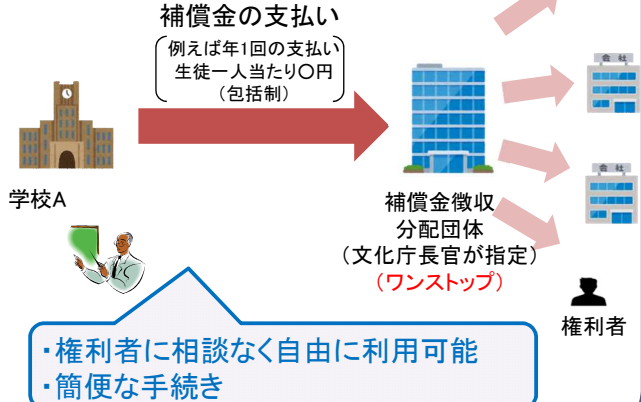 補償金の支払い
例えば年1回の支払い
生徒一人当たり〇円
（包括制）
会社
会社
学校A
補償金徴収
分配団体
（文化庁長官が指定）
（ワンストップ）
権利者
・権利者に相談なく自由に利用可能
・簡便な手続き